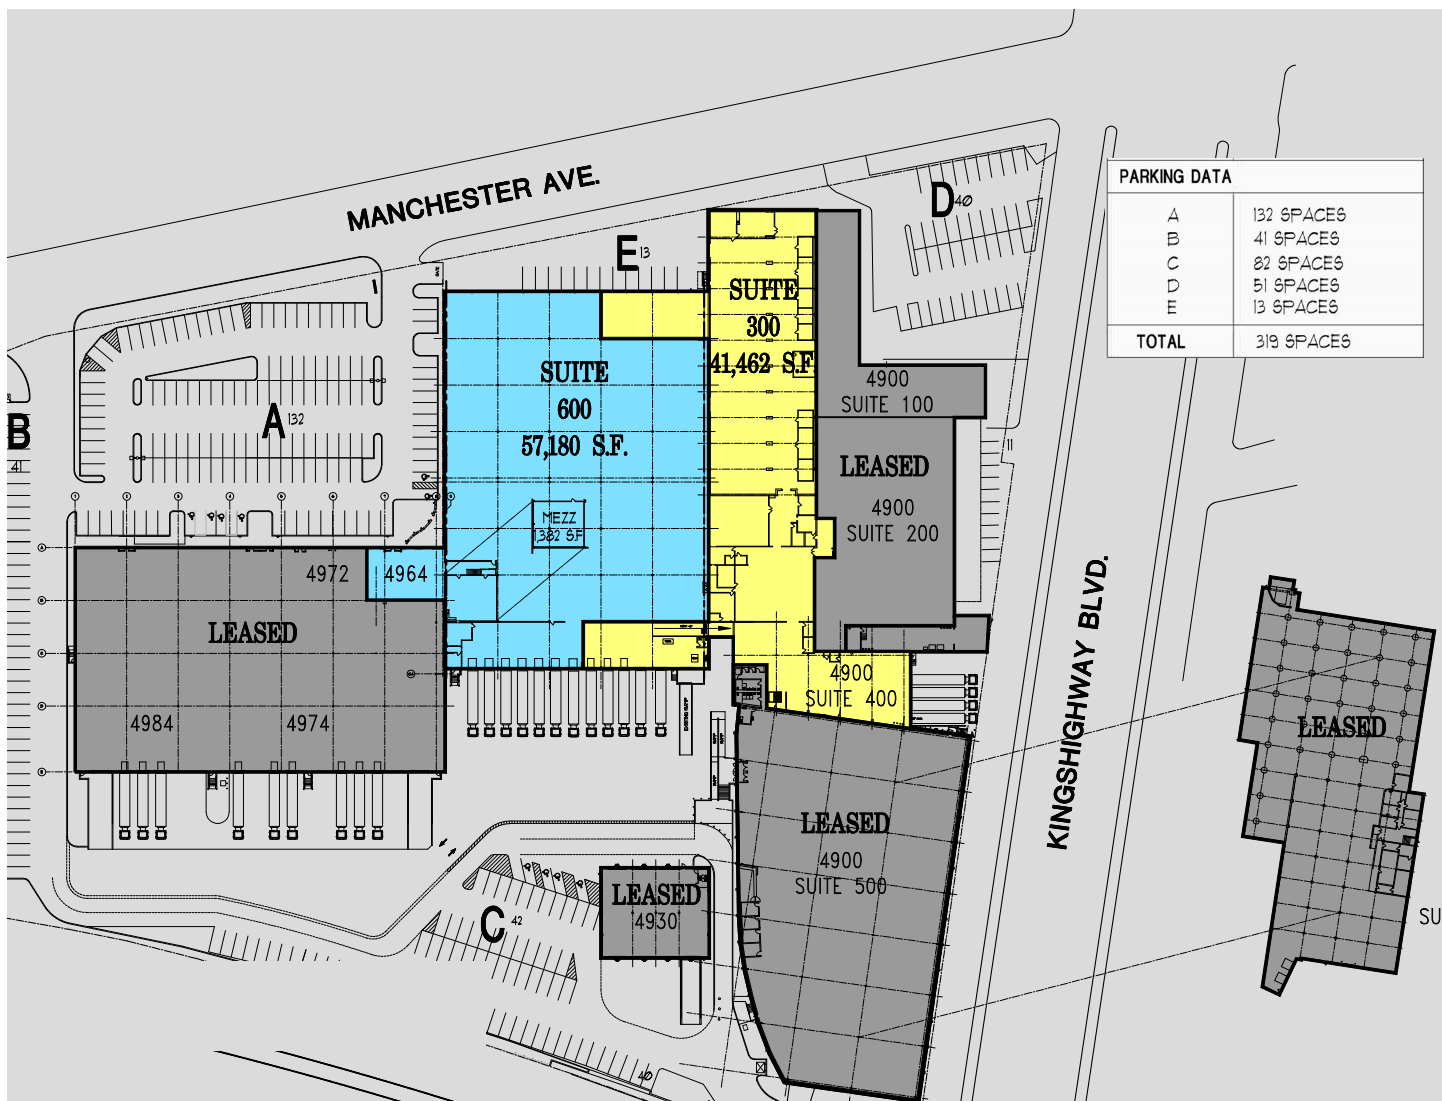 MANCHESTER AVE.
D 40
PARKING DATA
A 132 SPACES
B 41 SPACES
C 82 SPACES
D 51 SPACES
E 13 SPACES
TOTAL 319 SPACES
E 13
SUITE
300
41,462 S.F.
SUITE
600
57,180 S.F.
4900
SUITE 100
A 132
B
41
11
LEASED
4900
SUITE 200
MEZZ
1,382 S.F.
4972
4964
LEASED
KINGSHIGHWAY BLVD.
4900
SUITE 400
4984
4974
LEASED
LEASED
4900
SUITE 500
LEASED
4930
C 42
SU
40